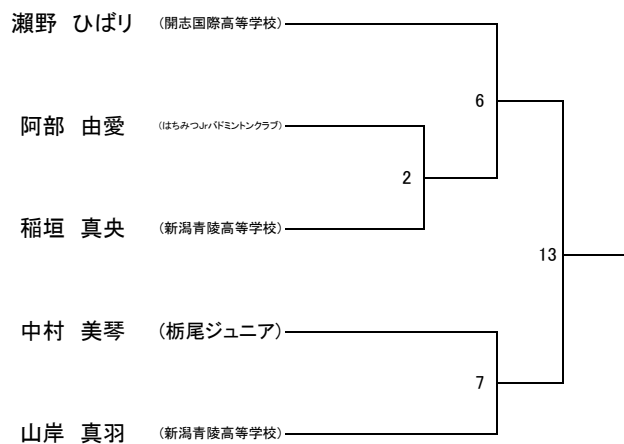 瀨野 ひばり (開志国際高等学校)
6
阿部 由愛 (はちみつJrバドミントンクラブ)
2
稲垣 真央 (新潟青陵高等学校)
13
中村 美琴 (栃尾ジュニア)
7
山岸 真羽 (新潟青陵高等学校)